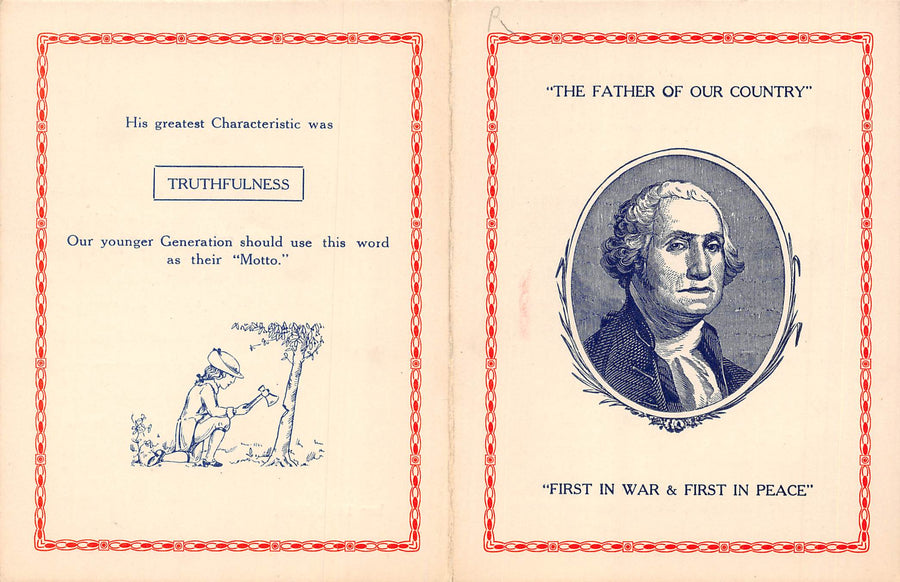 His greatest Characteristic was
TRUTHFULNESS
Our younger Generation should use this word
as their “Motto.”
R
“THE FATHER OF OUR COUNTRY”
“FIRST IN WAR & FIRST IN PEACE”